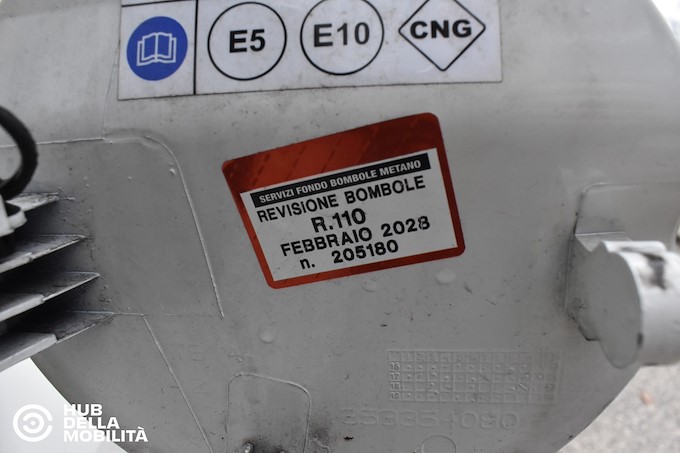 E5 E10 CNG
SERVIZI FONDO BOMBOLE METANO
REVISIONE BOMBOLE
R.110
FEBBRAIO 2028
n. 205180
HUB
DELLA
MOBILITÀ